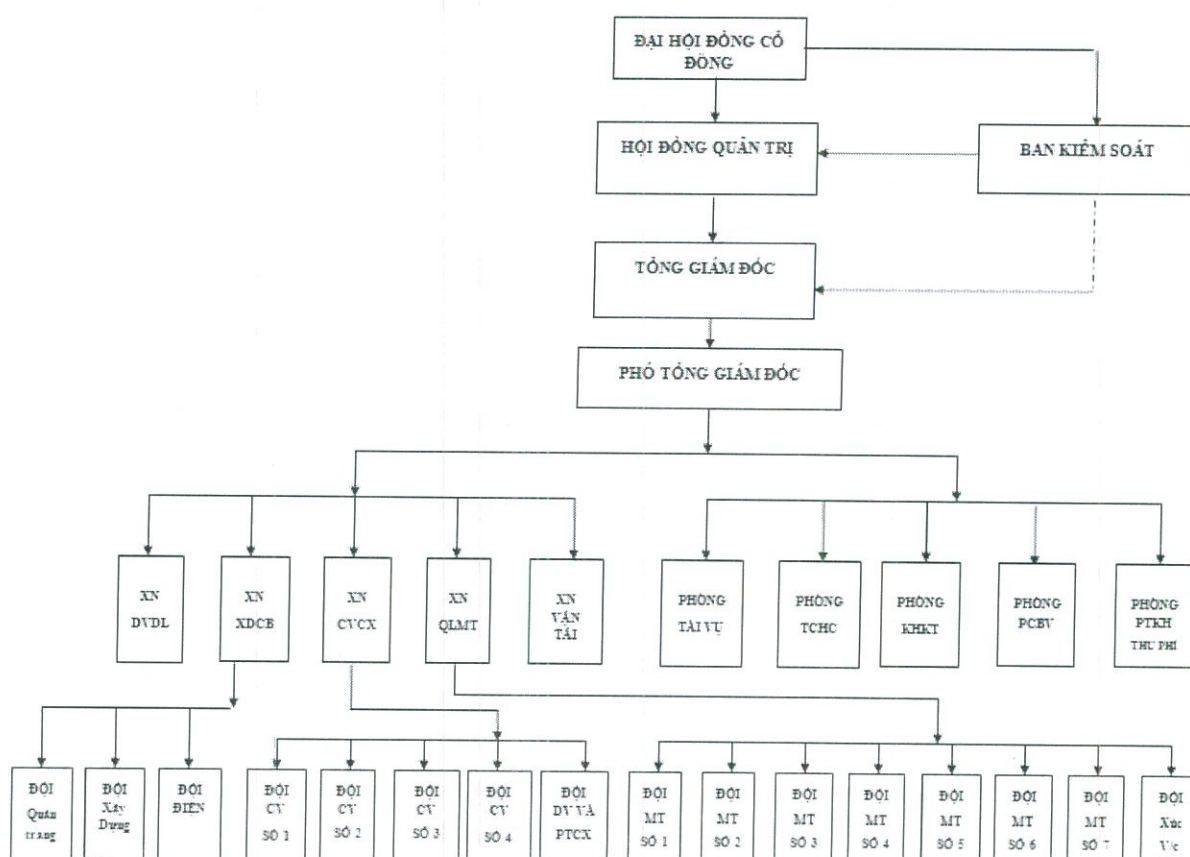 ĐẠI HỘI ĐỒNG CỔ
ĐÔNG
HỘI ĐỒNG QUẢN TRỊ
BAN KIỂM SOÁT
TỔNG GIÁM ĐỐC
PHÓ TỔNG GIÁM ĐỐC
XN
DVDL
XN
XDCB
XN
CVCX
XN
QLMT
XN
VẬN
TẢI
PHÒNG
TÀI VỤ
PHÒNG
TCHC
PHÒNG
KHKT
PHÒNG
PCBV
PHÒNG
PTKH
THU PHÍ
ĐỘI
Quản
trang
ĐỘI
Xây
Dựng
ĐỘI
ĐIỆN
ĐỘI
CV
SỐ 1
ĐỘI
CV
SỐ 2
ĐỘI
CV
SỐ 3
ĐỘI
CV
SỐ 4
ĐỘI
DV VÀ
PTCX
ĐỘI
MT
SỐ 1
ĐỘI
MT
SỐ 2
ĐỘI
MT
SỐ 3
ĐỘI
MT
SỐ 4
ĐỘI
MT
SỐ 5
ĐỘI
MT
SỐ 6
ĐỘI
MT
SỐ 7
ĐỘI
Xúc